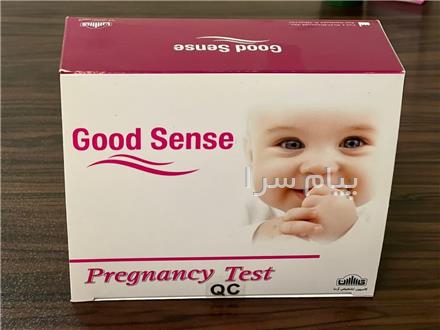 Good Sense
Good Sense
پیام سرا
Pregnancy Test
QC